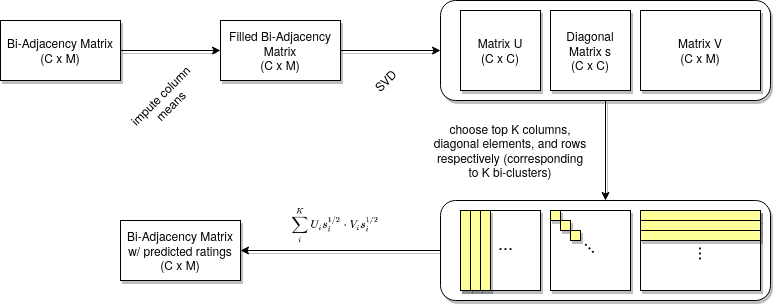 Bi-Adjacency Matrix
(C x M)
impute column
means
Filled Bi-Adjacency
Matrix
(C x M)
SVD
Matrix U
(C x C)
Diagonal
Matrix s
(C x C)
Matrix V
(C x M)
choose top K columns,
diagonal elements, and rows
respectively (corresponding
to K bi-clusters)
...
...
⋮
\sum_{i}^{K} U_i s_i^{1/2} \cdot V_i s_i^{1/2}
Bi-Adjacency Matrix
w/ predicted ratings
(C x M)